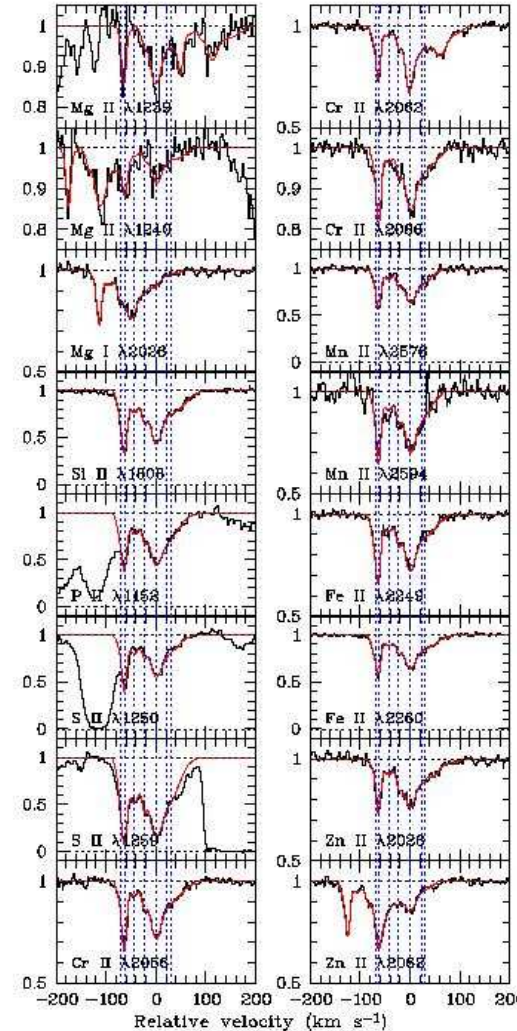 1
0.9
0.8
Mg II λ1239
1
0.9
0.8
Mg II λ1240
1
Mg I λ2026
0.5
1
0.5
Si II λ1808
0
1
0.5
P II λ1152
0
1
0.5
S II λ1250
0
1
0.5
S II λ1259
0
1
Cr II λ2056
0.5
1
Cr II λ2062
0.5
1
0.9
0.8
Cr II λ2066
1
0.5
Mn II λ2576
0
1
Mn II λ2594
0.5
1
Fe II λ2249
0.5
1
0.5
Fe II λ2260
0
1
Zn II λ2026
0.5
1
Zn II λ2062
0.5
−200 −100 0 100 200
−200 −100 0 100 200
Relative velocity (km s⁻¹)